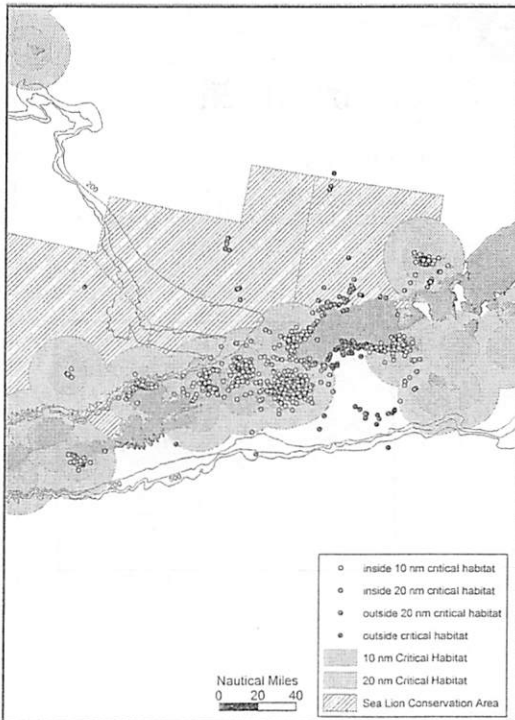 200
200
500
inside 10 nm critical habitat
inside 20 nm critical habitat
outside 20 nm critical habitat
outside critical habitat
10 nm Critical Habitat
20 nm Critical Habitat
Sea Lion Conservation Area
Nautical Miles
0 20 40